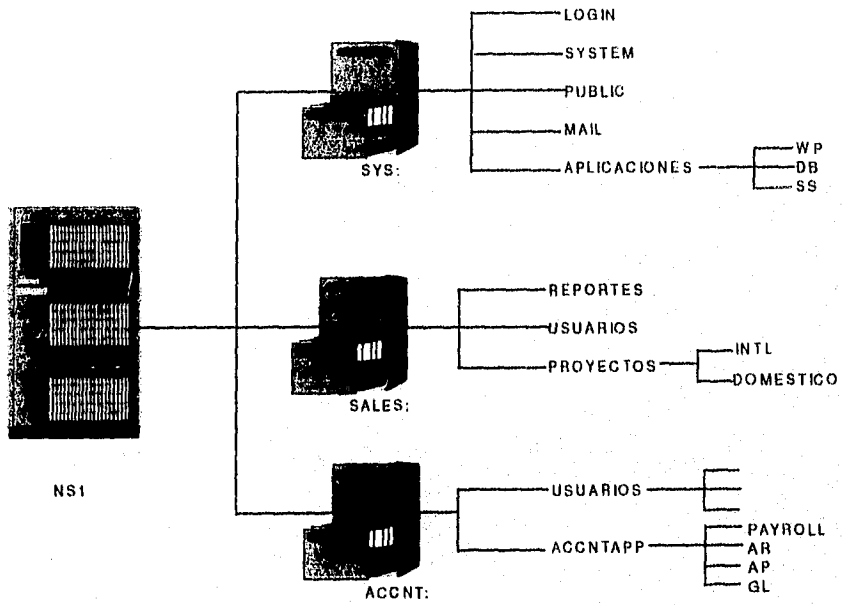 LOGIN
SYSTEM
PUBLIC
MAIL
APLICACIONES
WP
DB
SS
SYS:
REPORTES
USUARIOS
PROYECTOS
INTL
DOMESTICO
SALES:
NS1
USUARIOS
ACCNTAPP
PAYROLL
AR
AP
GL
ACCNT: